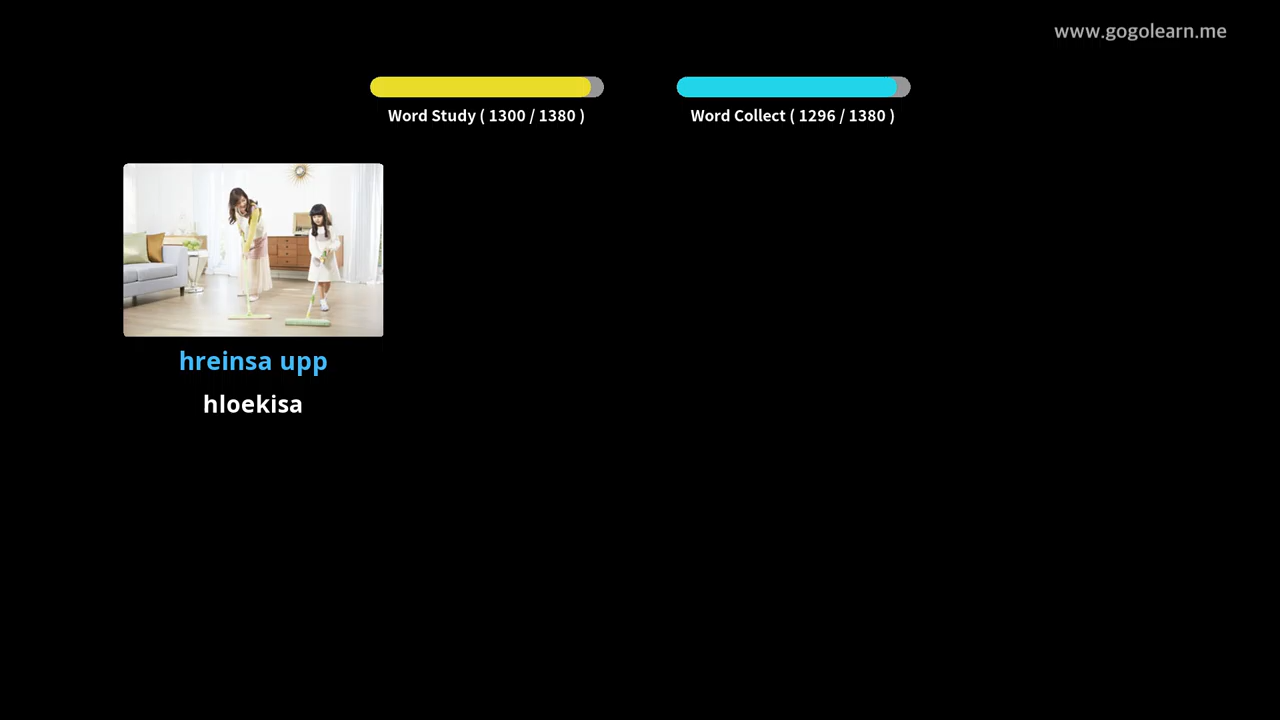 www.gogolearn.me
Word Study ( 1300 / 1380 )
Word Collect ( 1296 / 1380 )
hreinsa upp
hloekisa